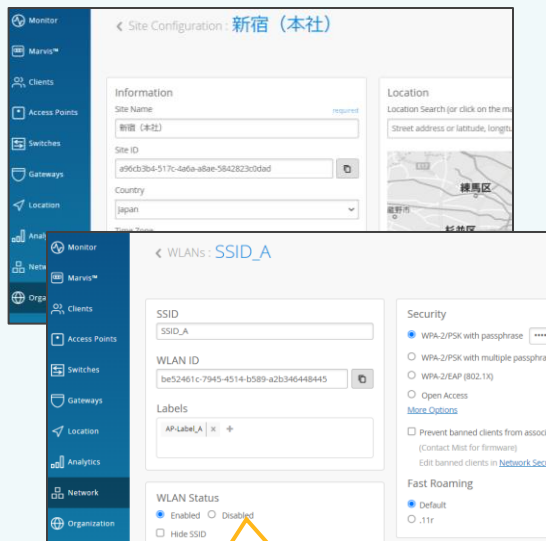 Monitor
Marvis™
Clients
Access Points
Switches
Gateways
Location
‹ Site Configuration : 新宿（本社）
Information
Site Name
required
新宿（本社）
Site ID
a96cb3b4-517c-4a6a-a8ae-5842823c0dad
Country
Japan
Location
Location Search (or click on the
Street address or latitude,
練馬区
蔵野市
Monitor
Marvis™
Clients
Access Points
Switches
Gateways
Location
Analytics
Network
Organization
‹ WLANs : SSID_A
SSID
SSID_A
WLAN ID
be52461c-7945-4514-b589-a2b346448445
Labels
AP-Label_A × +
WLAN Status
Enabled Disabled
Hide SSID
Security
WPA-2/PSK with passphrase
WPA-2/PSK with multiple
WPA-2/EAP (802.1X)
Open Access
More Options
Prevent banned clients from
(Contact Mist for firmware)
Edit banned clients in Network
Fast Roaming
Default
.11r